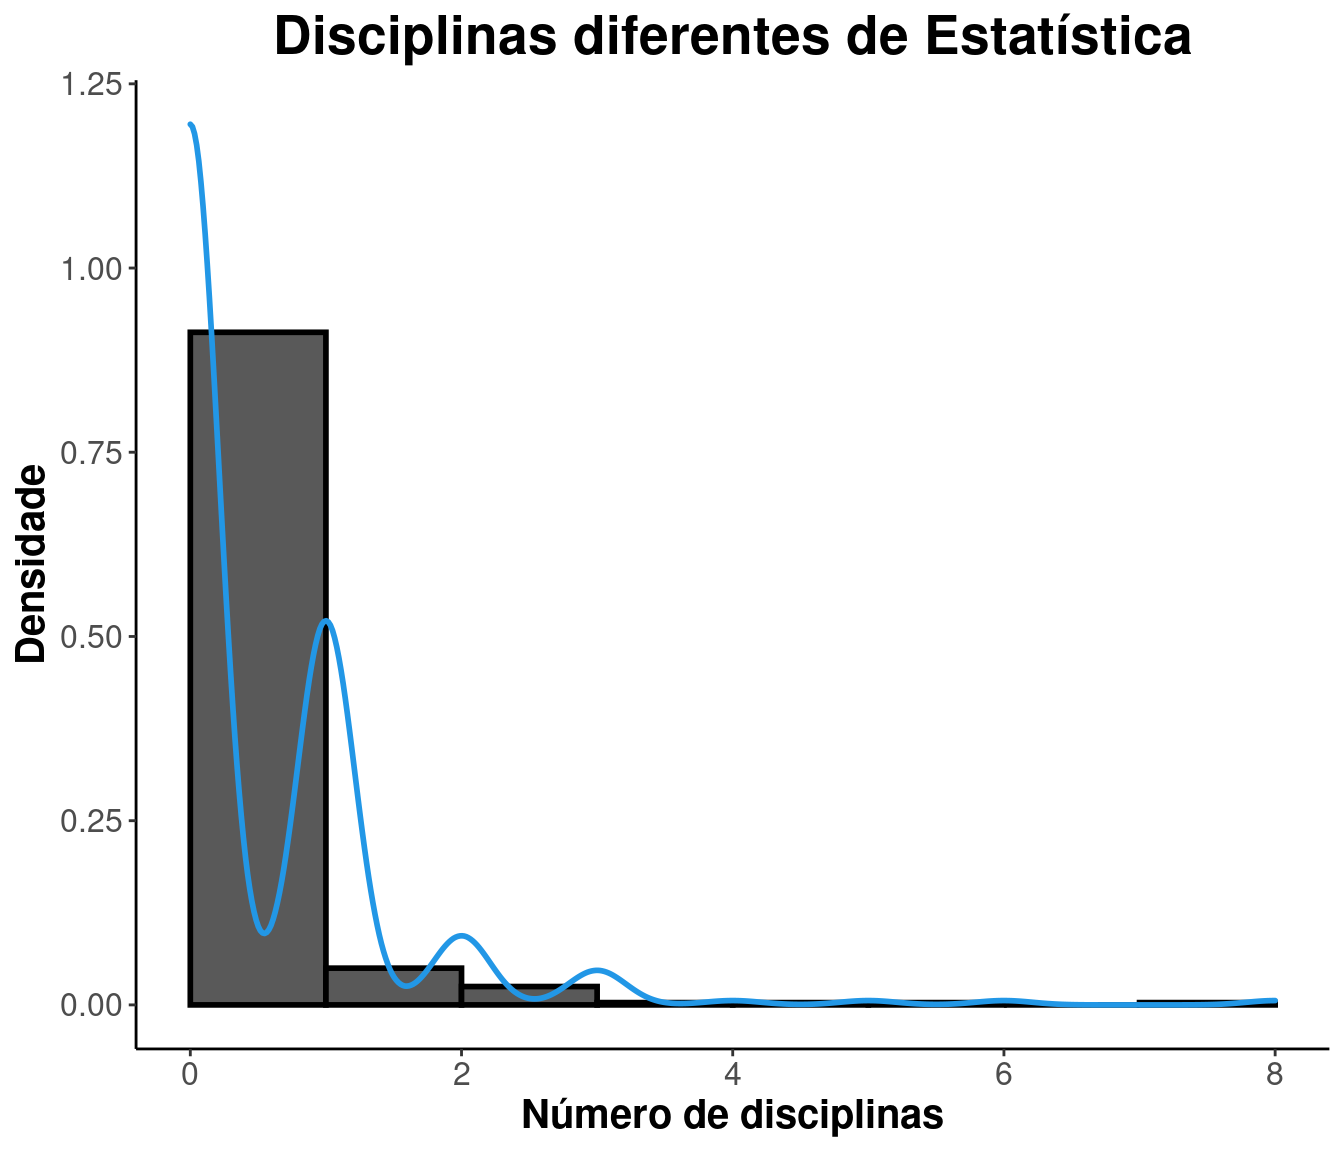 Disciplinas diferentes de Estatística
1.25
1.00
0.75
0.50
0.25
0.00
Densidade
0 2 4 6 8
Número de disciplinas